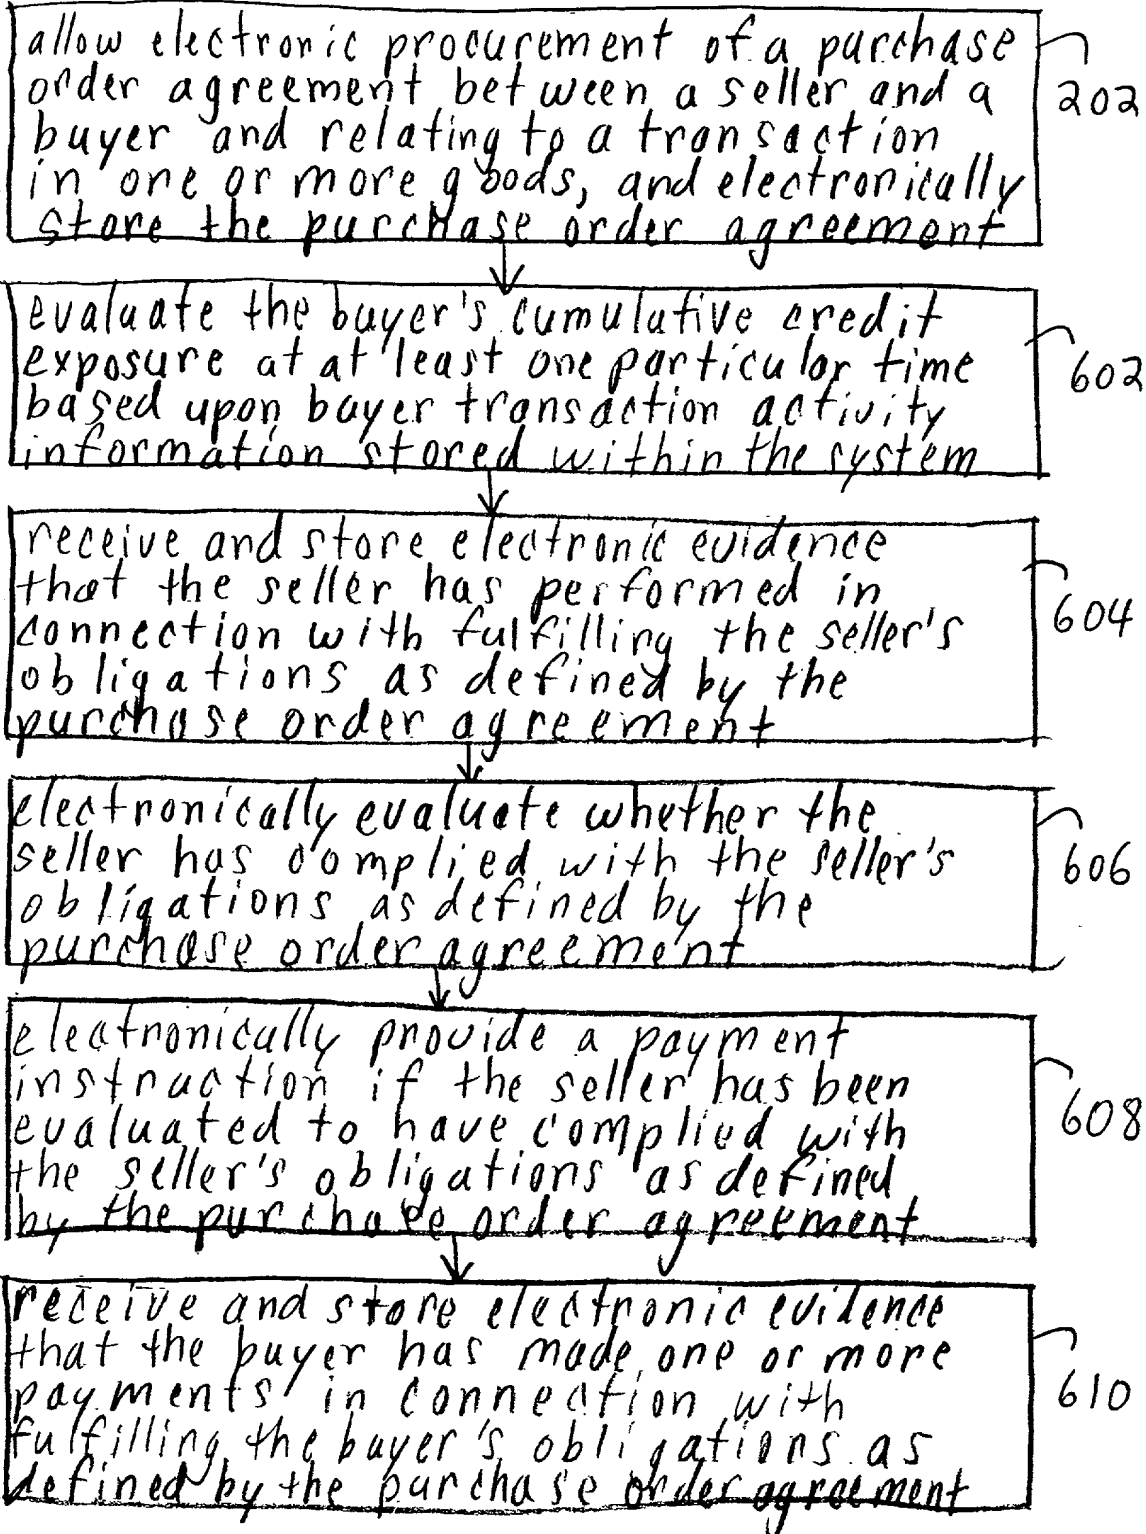 allow electronic procurement of a purchase
order agreement between a seller and a
buyer and relating to a transaction
in one or more goods, and electronically
store the purchase order agreement
202
evaluate the buyer's cumulative credit
exposure at at least one particular time
based upon buyer transaction activity
information stored within the system
602
receive and store electronic evidence
that the seller has performed in
connection with fulfilling the seller's
obligations as defined by the
purchase order agreement
604
electronically evaluate whether the
seller has complied with the seller's
obligations as defined by the
purchase order agreement
606
electronically provide a payment
instruction if the seller has been
evaluated to have complied with
the seller's obligations as defined
by the purchase order agreement
608
receive and store electronic evidence
that the buyer has made one or more
payments in connection with
fulfilling the buyer's obligations as
defined by the purchase order agreement
610